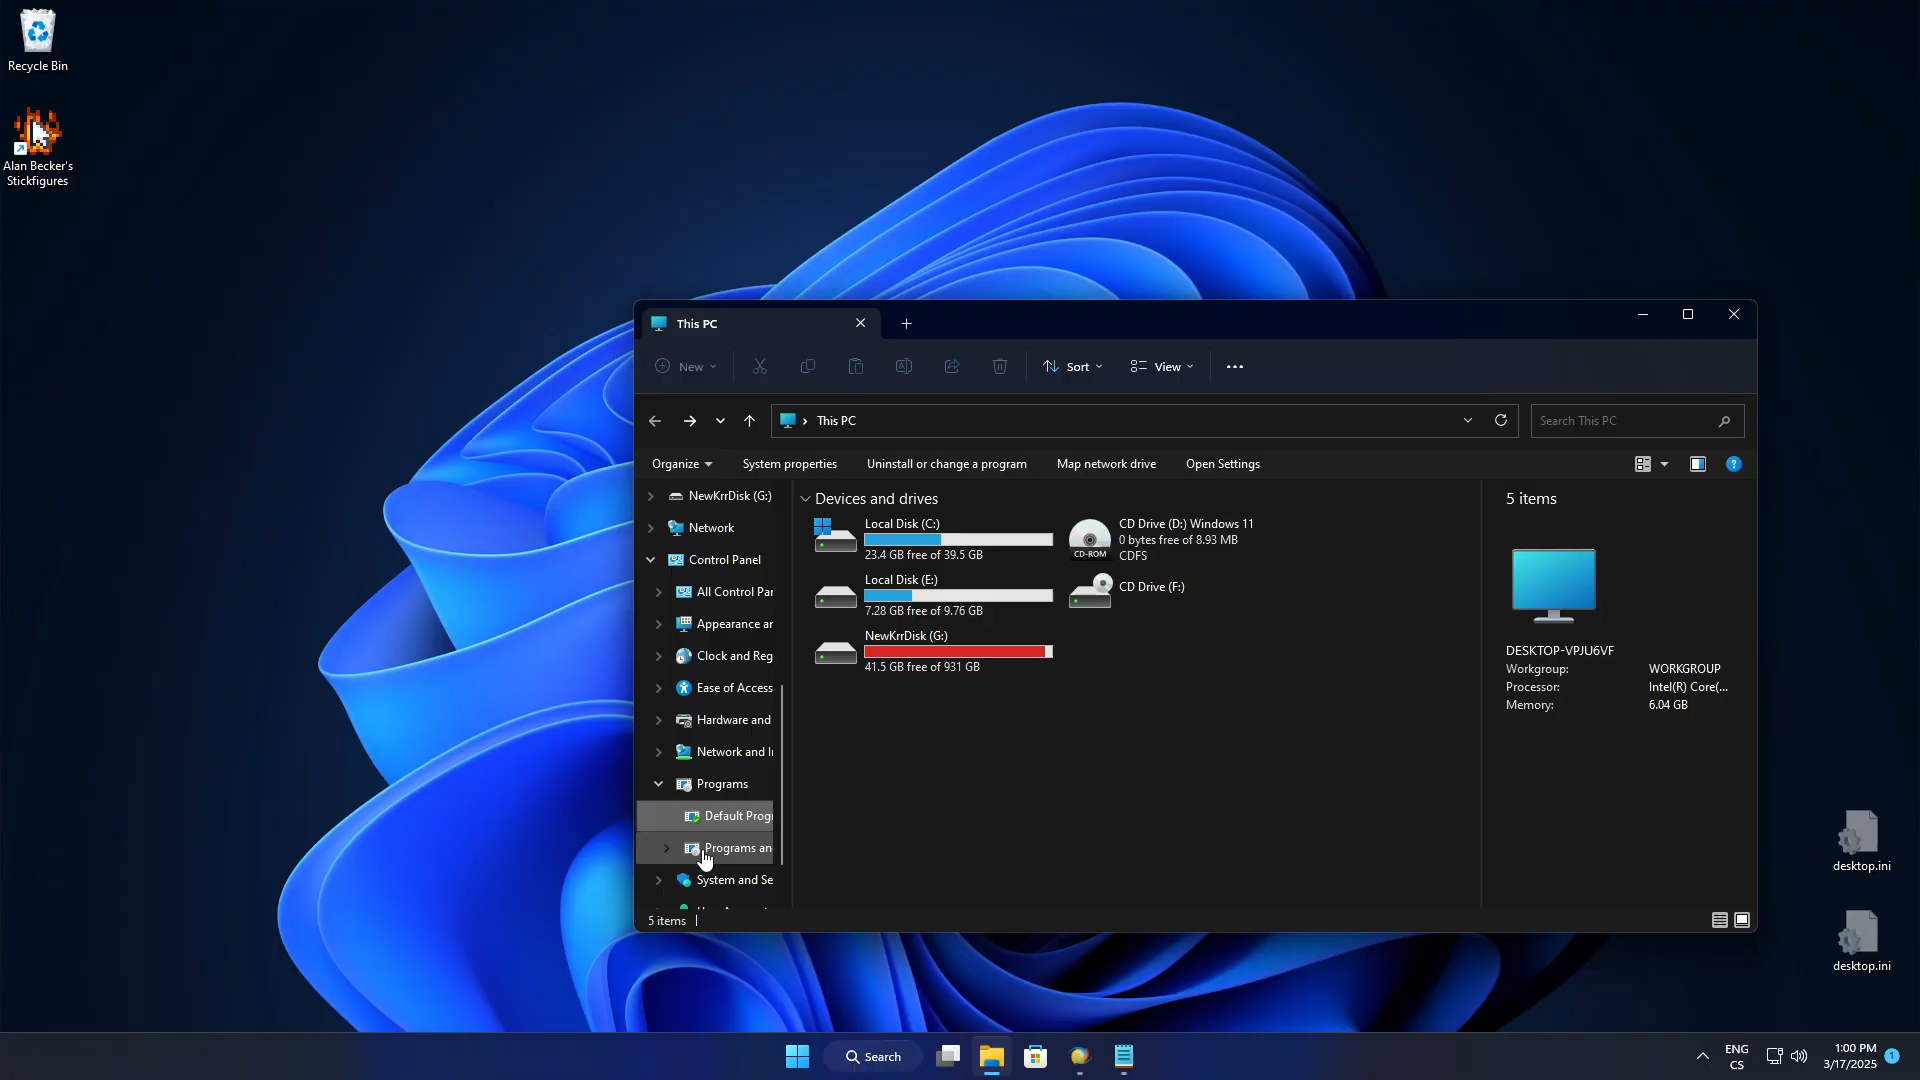 Recycle Bin
Alan Becker's
Stickfigures
This PC
New
Sort
View
This PC
Search This PC
Organize
System properties
Uninstall or change a program
Map network drive
Open Settings
NewKrrDisk (G:)
Network
Control Panel
All Control Par
Appearance ar
Clock and Reg
Ease of Access
Hardware and
Network and I
Programs
Default Progr
Programs an
System and Se
Devices and drives
Local Disk (C:)
23.4 GB free of 39.5 GB
CD-ROM
CD Drive (D:) Windows 11
0 bytes free of 8.93 MB
CDFS
Local Disk (E:)
7.28 GB free of 9.76 GB
CD Drive (F:)
NewKrrDisk (G:)
41.5 GB free of 931 GB
5 items
DESKTOP-VPJU6VF
Workgroup: WORKGROUP
Processor: Intel(R) Core(...
Memory: 6.04 GB
5 items
desktop.ini
desktop.ini
Search
ENG
CS
1:00 PM
3/17/2025
1